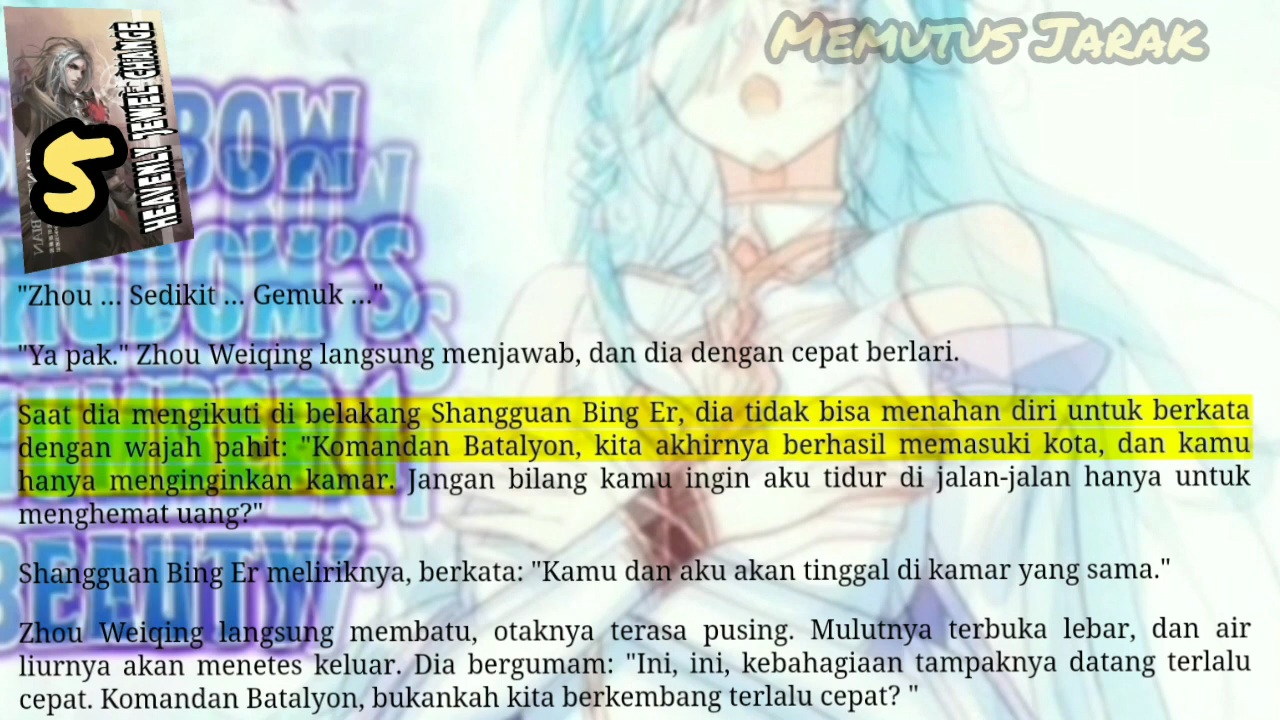 Memutus Jarak
HEAVENLY JEWEL CHANGE
5
BOW
BEAUTY
"Zhou ... Sedikit ... Gemuk ..."
"Ya pak." Zhou Weiqing langsung menjawab, dan dia dengan cepat berlari.
Saat dia mengikuti di belakang Shangguan Bing Er, dia tidak bisa menahan diri untuk berkata
dengan wajah pahit: "Komandan Batalyon, kita akhirnya berhasil memasuki kota, dan kamu
hanya menginginkan kamar. Jangan bilang kamu ingin aku tidur di jalan-jalan hanya untuk
menghemat uang?"
Shangguan Bing Er meliriknya, berkata: "Kamu dan aku akan tinggal di kamar yang sama."
Zhou Weiqing langsung membatu, otaknya terasa pusing. Mulutnya terbuka lebar, dan air
liurnya akan menetes keluar. Dia bergumam: "Ini, ini, kebahagiaan tampaknya datang terlalu
cepat. Komandan Batalyon, bukankah kita berkembang terlalu cepat? "